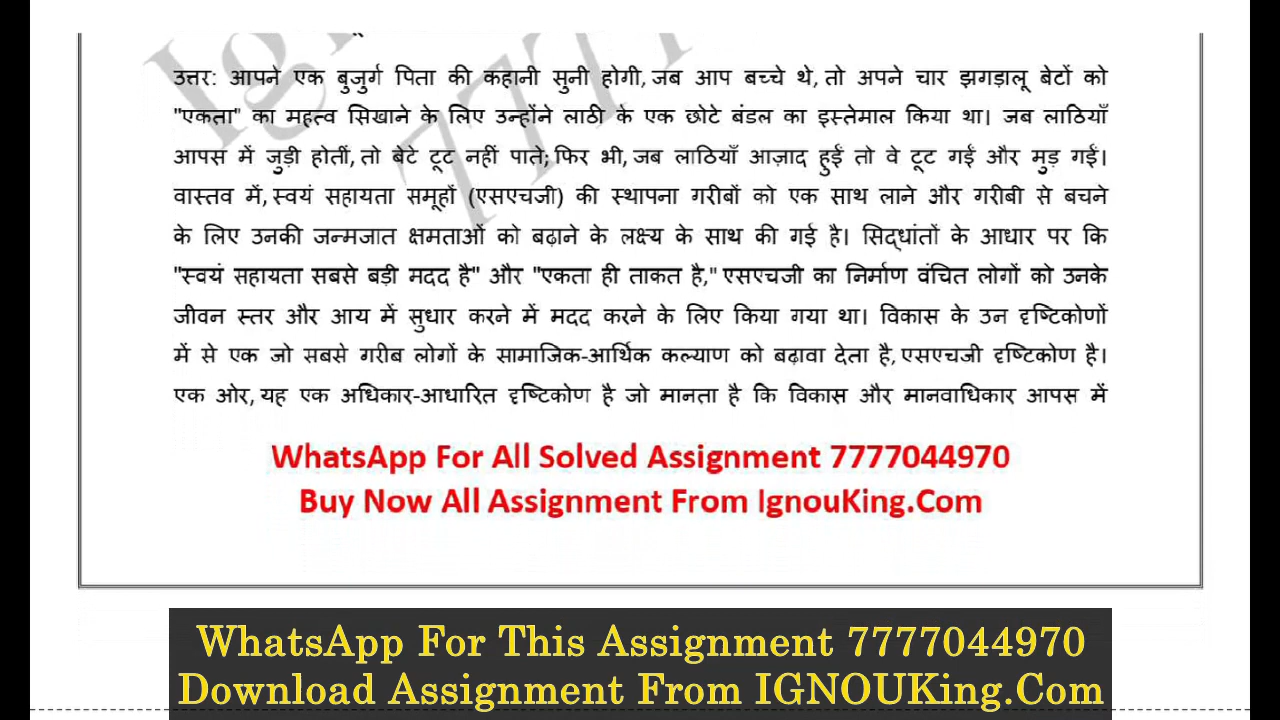 उत्तर: आपने एक बुजुर्ग पिता की कहानी सुनी होगी, जब आप बच्चे थे, तो अपने चार झगड़ालू बेटों को
"एकता" का महत्व सिखाने के लिए उन्होंने लाठी के एक छोटे बंडल का इस्तेमाल किया था। जब लाठियाँ
आपस में जुड़ी होतीं, तो बेटे टूट नहीं पाते; फिर भी, जब लाठियाँ आज़ाद हुईं तो वे टूट गईं और मुड़ गईं।
वास्तव में, स्वयं सहायता समूहों (एसएचजी) की स्थापना गरीबों को एक साथ लाने और गरीबी से बचने
के लिए उनकी जन्मजात क्षमताओं को बढ़ाने के लक्ष्य के साथ की गई है। सिद्धांतों के आधार पर कि
"स्वयं सहायता सबसे बड़ी मदद है" और "एकता ही ताकत है," एसएचजी का निर्माण वंचित लोगों को उनके
जीवन स्तर और आय में सुधार करने में मदद करने के लिए किया गया था। विकास के उन दृष्टिकोणों
में से एक जो सबसे गरीब लोगों के सामाजिक-आर्थिक कल्याण को बढ़ावा देता है, एसएचजी दृष्टिकोण है।
एक ओर, यह एक अधिकार-आधारित दृष्टिकोण है जो मानता है कि विकास और मानवाधिकार आपस में
WhatsApp For All Solved Assignment 7777044970
Buy Now All Assignment From IgnouKing.Com
WhatsApp For This Assignment 7777044970
Download Assignment From IGNOUKing.Com